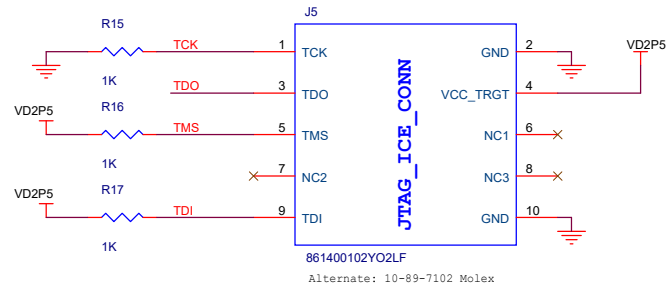 J5
R15
TCK
1
TCK
GND
2
VD2P5
1K
TDO
3
TDO
VCC_TRGT
4
R16
VD2P5
TMS
5
TMS
NC1
6
1K
7
NC2
NC3
8
R17
VD2P5
TDI
9
TDI
GND
10
1K
JTAG_ICE_CONN
861400102YO2LF
Alternate: 10-89-7102 Molex